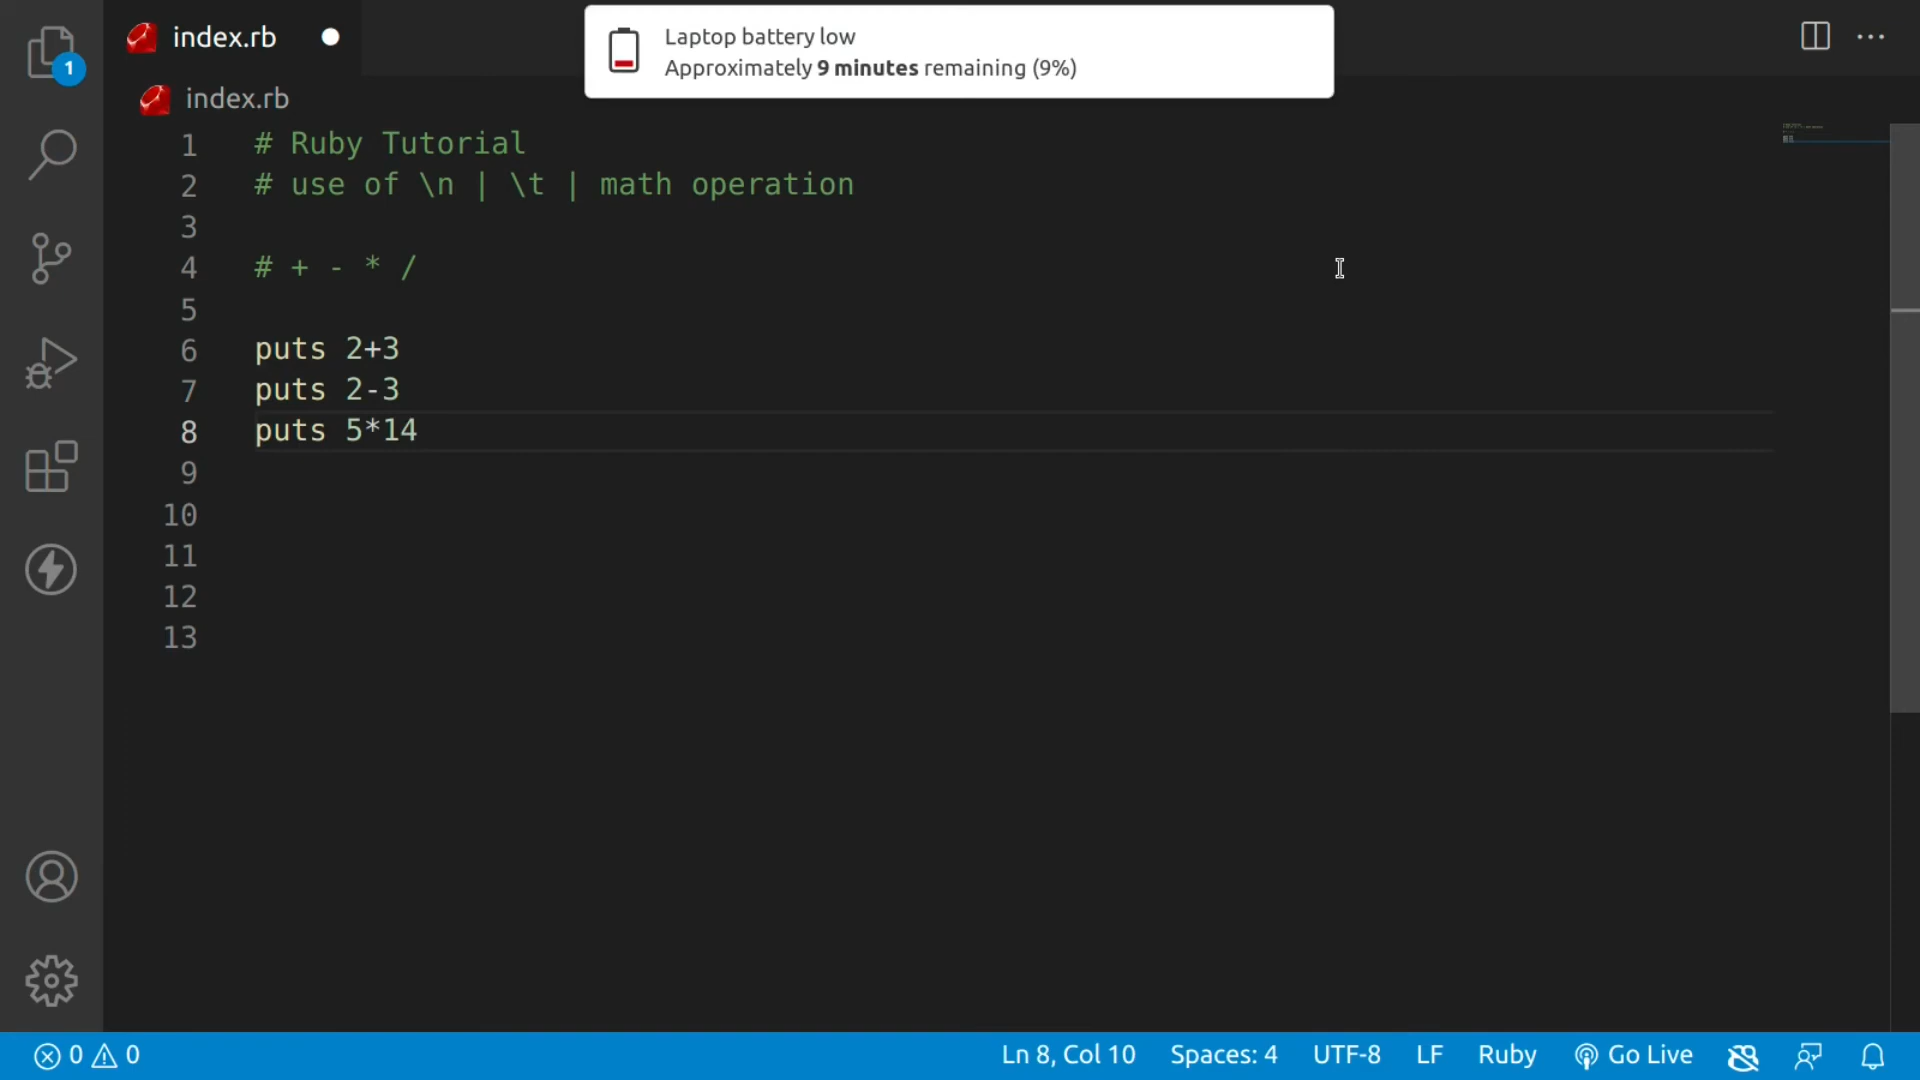 index.rb
Laptop battery low
Approximately 9 minutes remaining (9%)
1
index.rb
1 # Ruby Tutorial
2 # use of \n | \t | math operation
3
4 # + - * /
5
6 puts 2+3
7 puts 2-3
8 puts 5*14
9
10
11
12
13
0 0 Ln 8, Col 10 Spaces: 4 UTF-8 LF Ruby Go Live